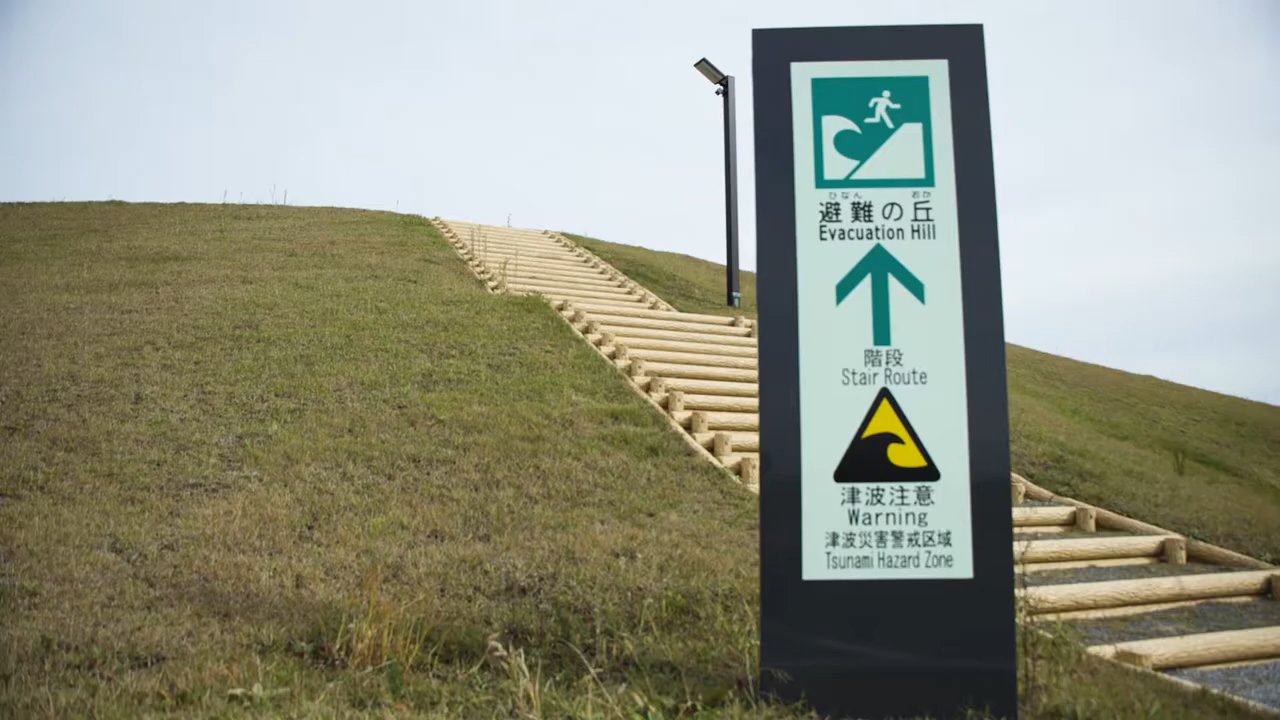 ひなん おか
避難の丘
Evacuation Hill
階段
Stair Route
津波注意
Warning
津波災害警戒区域
Tsunami Hazard Zone